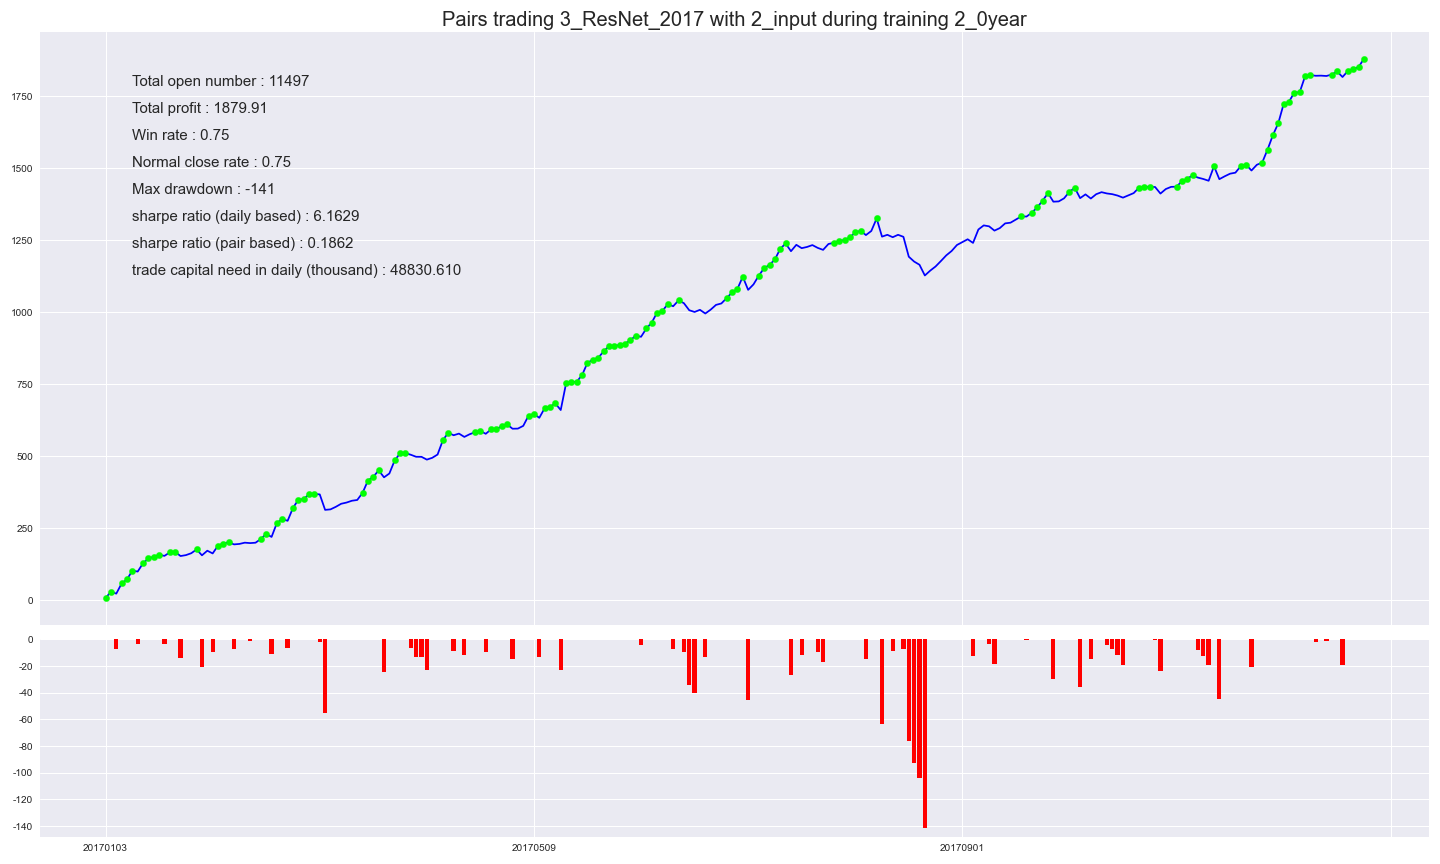 Pairs trading 3_ResNet_2017 with 2_input during training 2_0year
Total open number : 11497
Total profit : 1879.91
Win rate : 0.75
Normal close rate : 0.75
Max drawdown : -141
sharpe ratio (daily based) : 6.1629
sharpe ratio (pair based) : 0.1862
trade capital need in daily (thousand) : 48830.610
1750
1500
1250
1000
750
500
250
0
0
-20
-40
-60
-80
-100
-120
-140
20170103
20170509
20170901